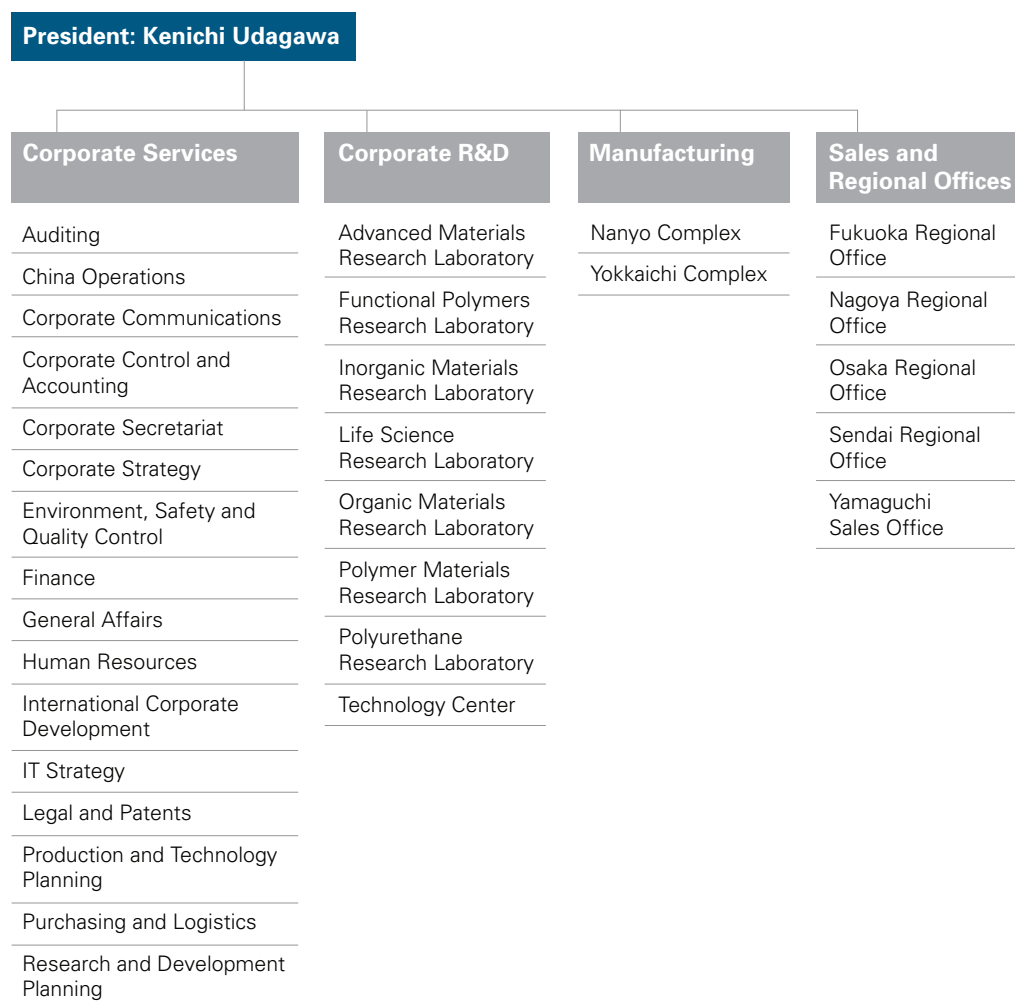 President: Kenichi Udagawa
Corporate Services
Auditing
China Operations
Corporate Communications
Corporate Control and
Accounting
Corporate Secretariat
Corporate Strategy
Environment, Safety and
Quality Control
Finance
General Affairs
Human Resources
International Corporate
Development
IT Strategy
Legal and Patents
Production and Technology
Planning
Purchasing and Logistics
Research and Development
Planning
Corporate R&D
Advanced Materials
Research Laboratory
Functional Polymers
Research Laboratory
Inorganic Materials
Research Laboratory
Life Science
Research Laboratory
Organic Materials
Research Laboratory
Polymer Materials
Research Laboratory
Polyurethane
Research Laboratory
Technology Center
Manufacturing
Nanyo Complex
Yokkaichi Complex
Sales and
Regional Offices
Fukuoka Regional
Office
Nagoya Regional
Office
Osaka Regional
Office
Sendai Regional
Office
Yamaguchi
Sales Office